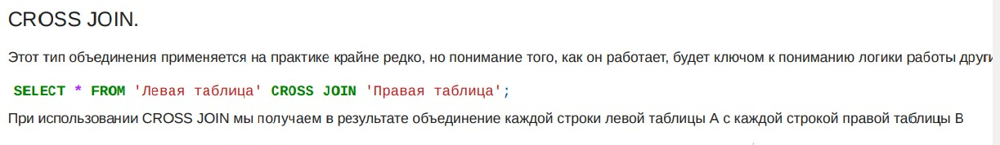 CROSS JOIN.
Этот тип объединения применяется на практике крайне редко, но понимание того, как он работает, будет ключом к пониманию логики работы
SELECT * FROM 'Левая таблица' CROSS JOIN 'Правая таблица';
При использовании CROSS JOIN мы получаем в результате объединение каждой строки левой таблицы A с каждой строкой правой таблицы B